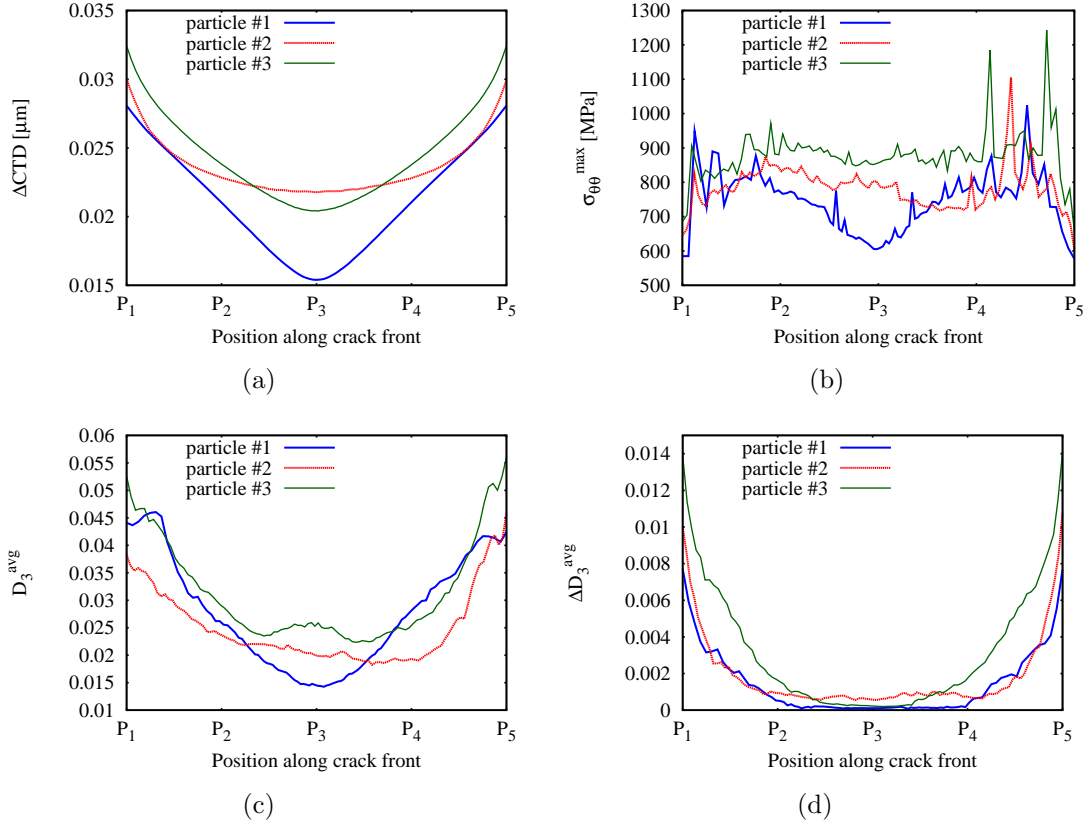 0.035
0.03
0.025
0.02
0.015
ΔCTD [µm]
particle #1
particle #2
particle #3
P1 P2 P3 P4 P5
Position along crack front
(a)
1300
1200
1100
1000
900
800
700
600
500
σθθ max [MPa]
particle #1
particle #2
particle #3
P1 P2 P3 P4 P5
Position along crack front
(b)
0.06
0.055
0.05
0.045
0.04
0.035
0.03
0.025
0.02
0.015
0.01
D3 avg
particle #1
particle #2
particle #3
P1 P2 P3 P4 P5
Position along crack front
(c)
0.014
0.012
0.01
0.008
0.006
0.004
0.002
0
ΔD3 avg
particle #1
particle #2
particle #3
P1 P2 P3 P4 P5
Position along crack front
(d)